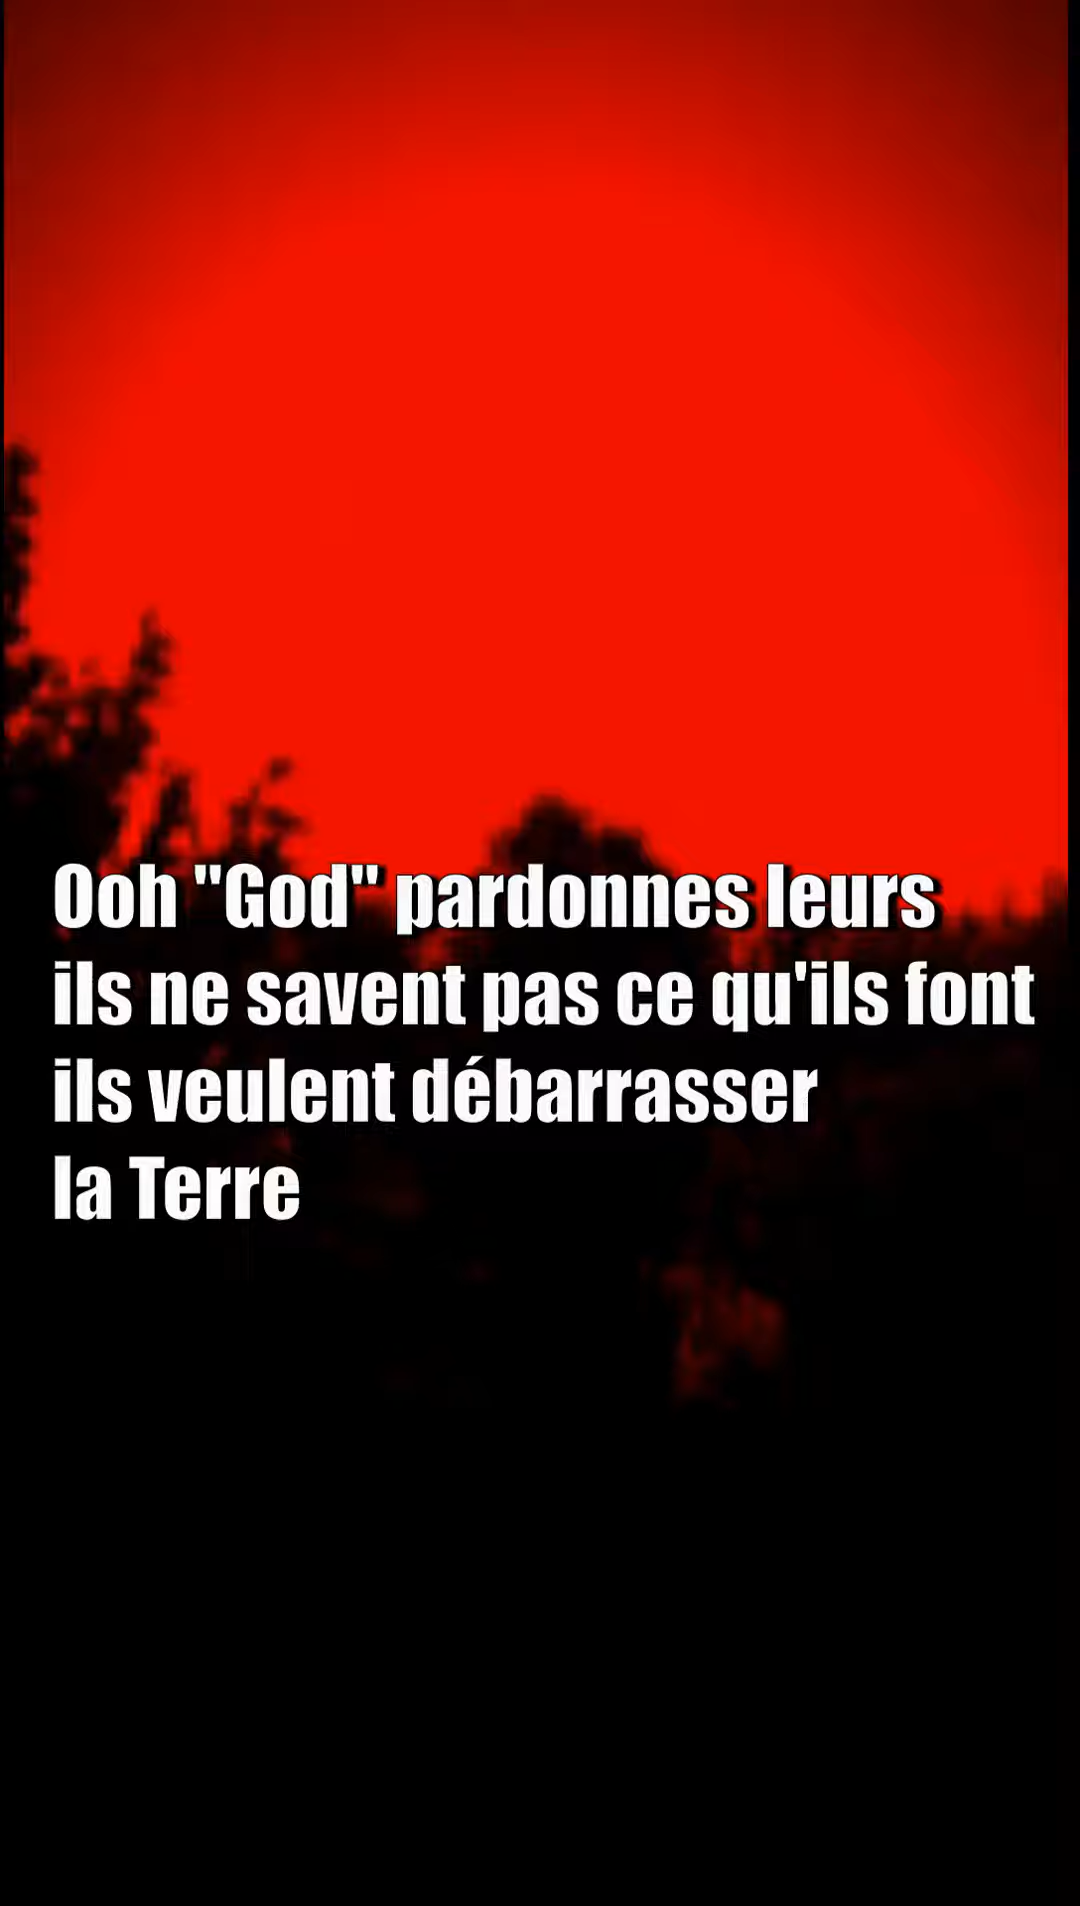 Ooh "God" pardonnes leurs
ils ne savent pas ce qu'ils font
ils veulent débarrasser
la Terre